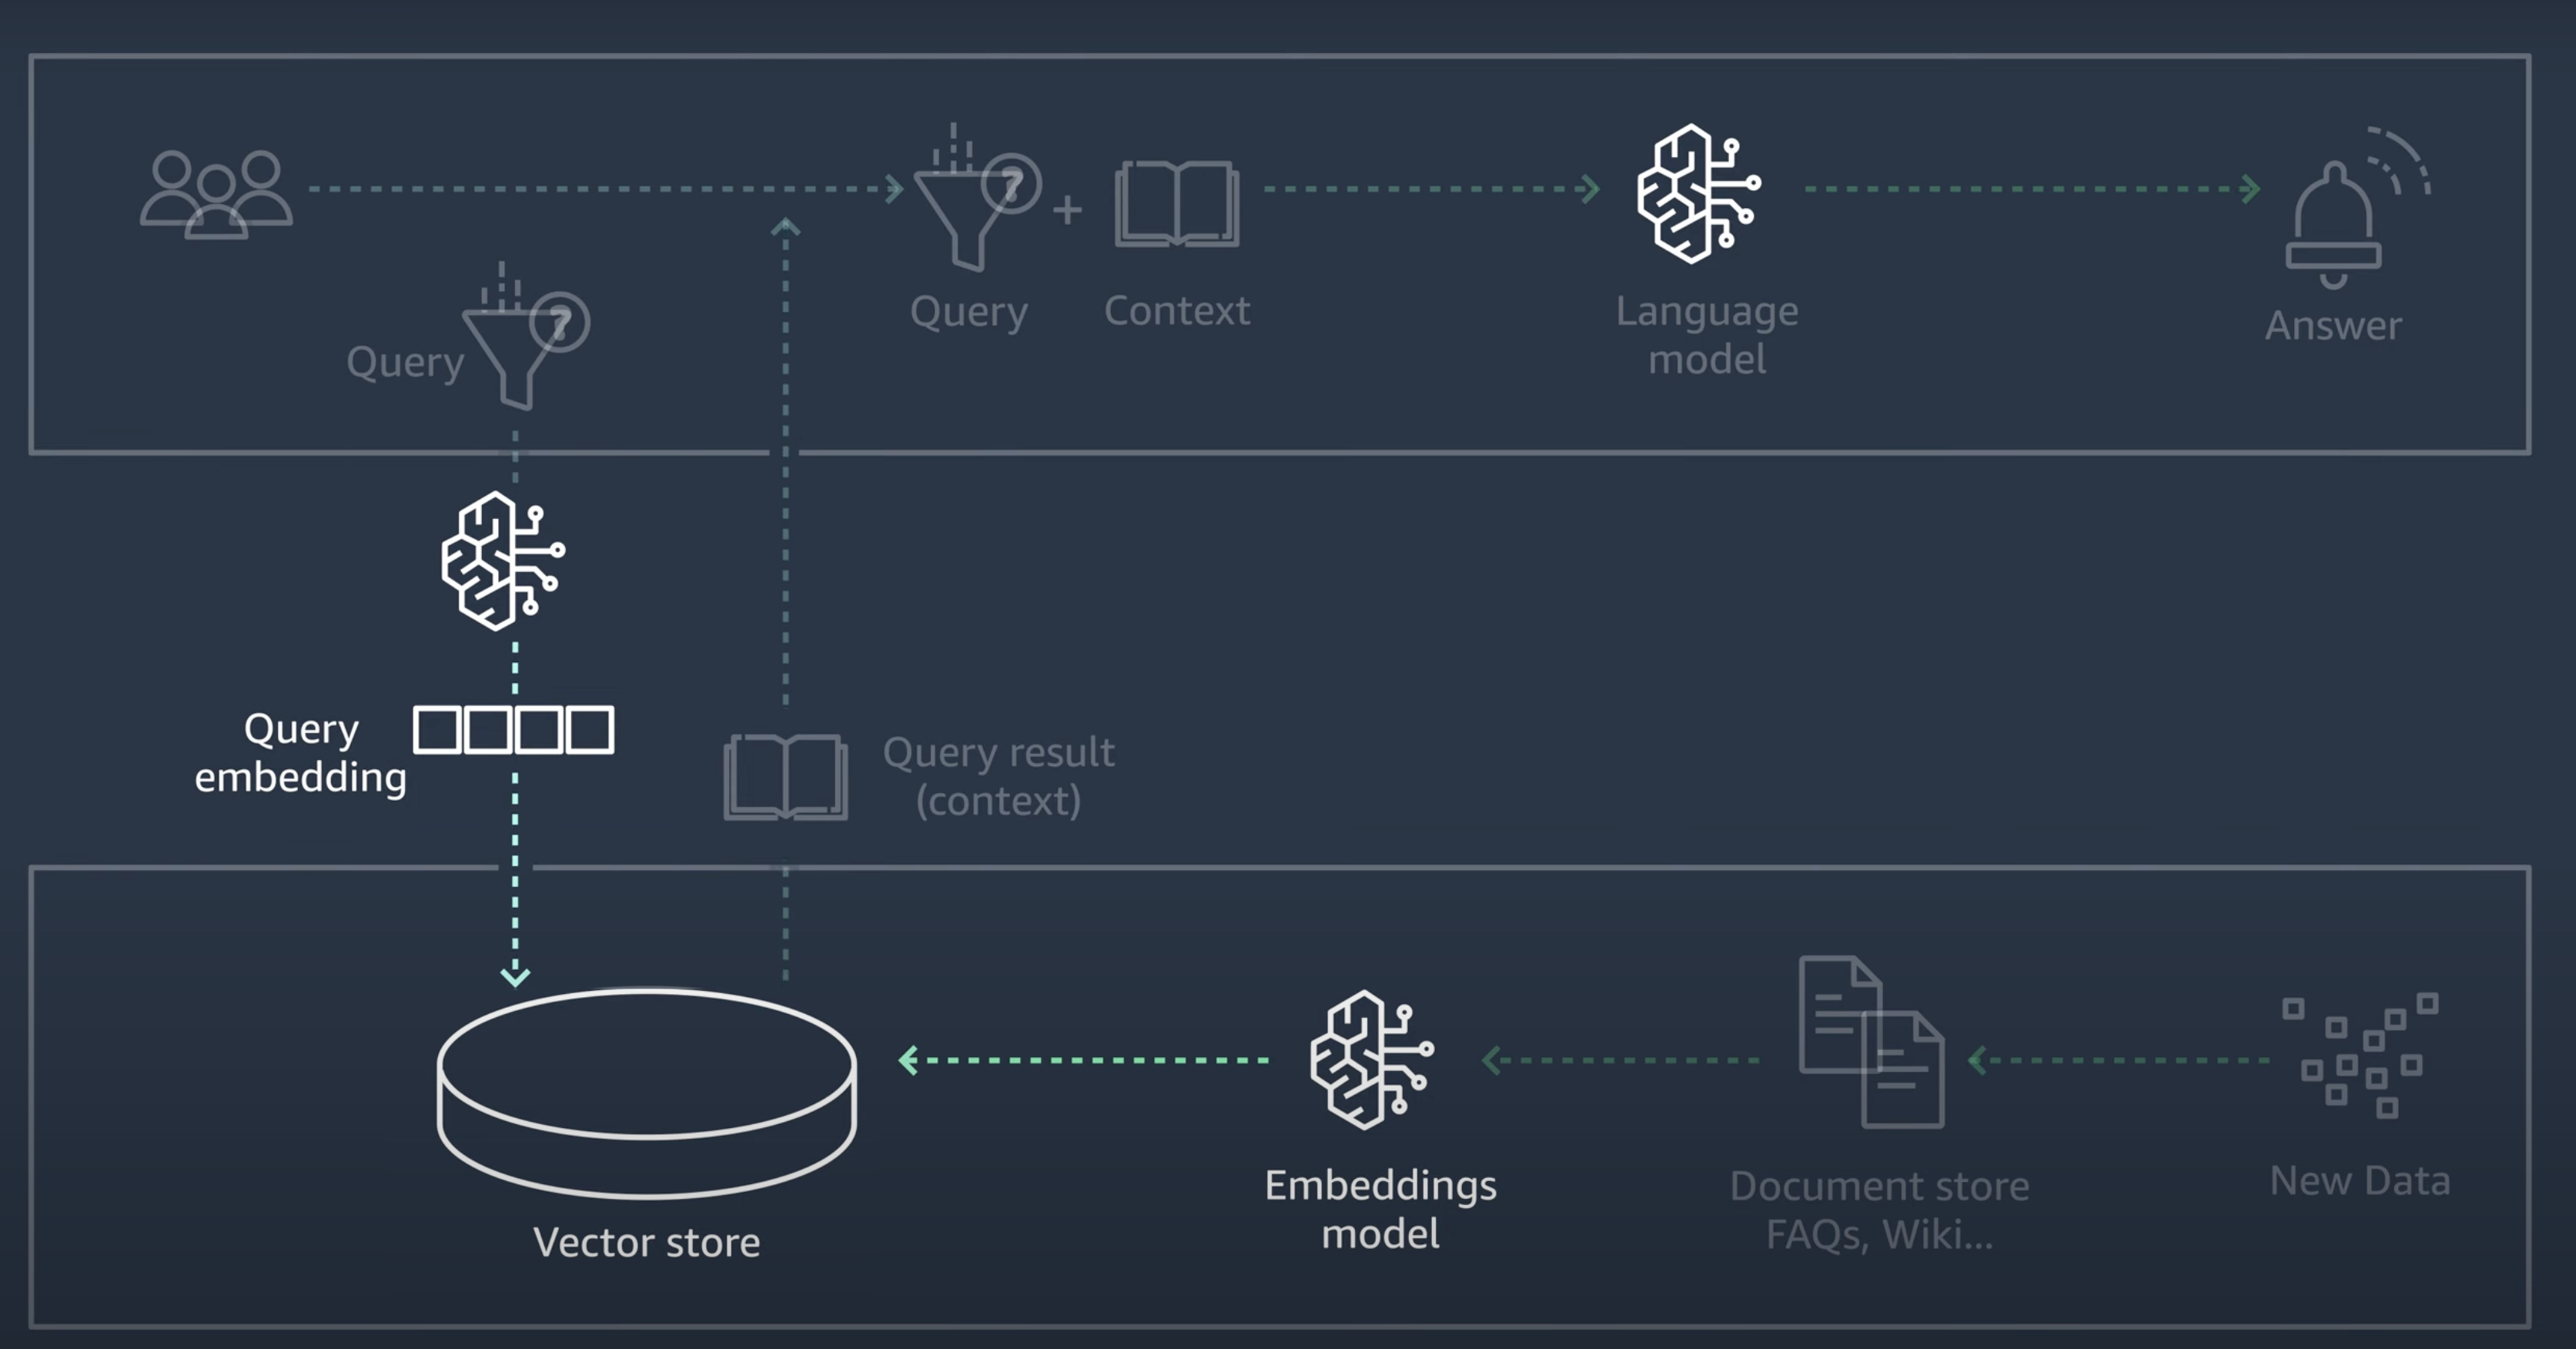 Query
Context
Language
model
Answer
Query
Query
embedding
Query result
(context)
Vector store
Embeddings
model
Document store
FAQs, Wiki...
New Data